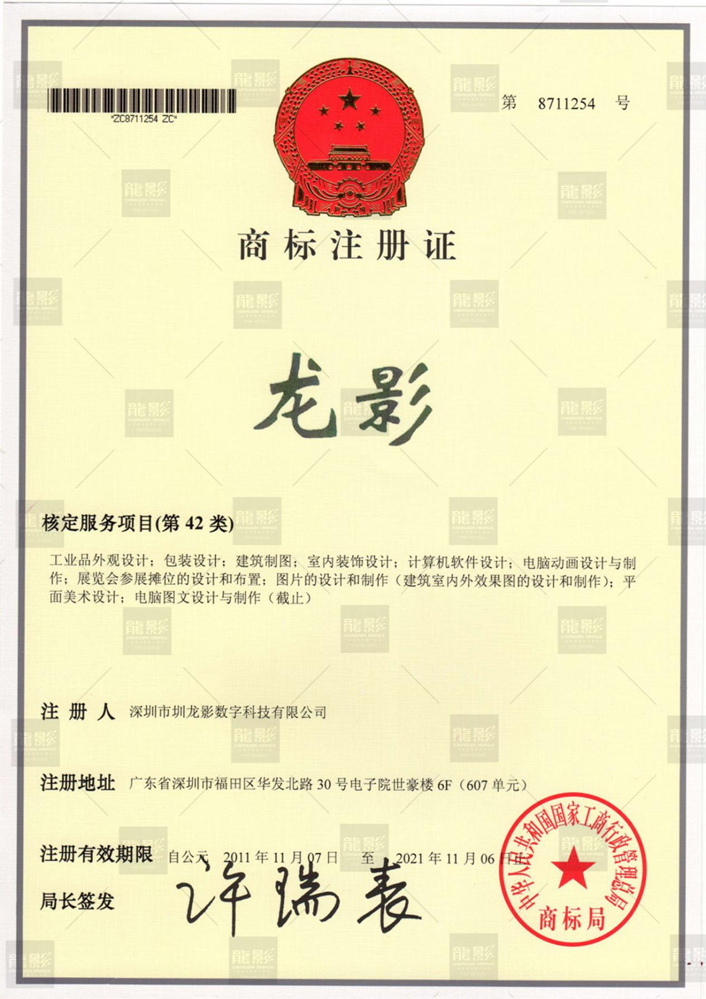 *ZC8711254 ZC*
第 8711254 号
商标注册证
龙影
核定服务项目(第 42 类)
工业品外观设计；包装设计；建筑制图；室内装饰设计；计算机软件设计；电脑动画设计与制
作；展览会参展摊位的设计和布置；图片的设计和制作（建筑室内外效果图的设计和制作）；平
面美术设计；电脑图文设计与制作（截止）
注 册 人 深圳市圳龙影数字科技有限公司
注册地址 广东省深圳市福田区华发北路 30 号电子院世豪楼 6F（607 单元）
注册有效期限 自公元 2011 年 11 月 07 日 至 2021 年 11 月 06 日止
局长签发 许瑞表
中华人民共和国国家工商行政管理总局
商标局
龍影
DRAGON IMAGE